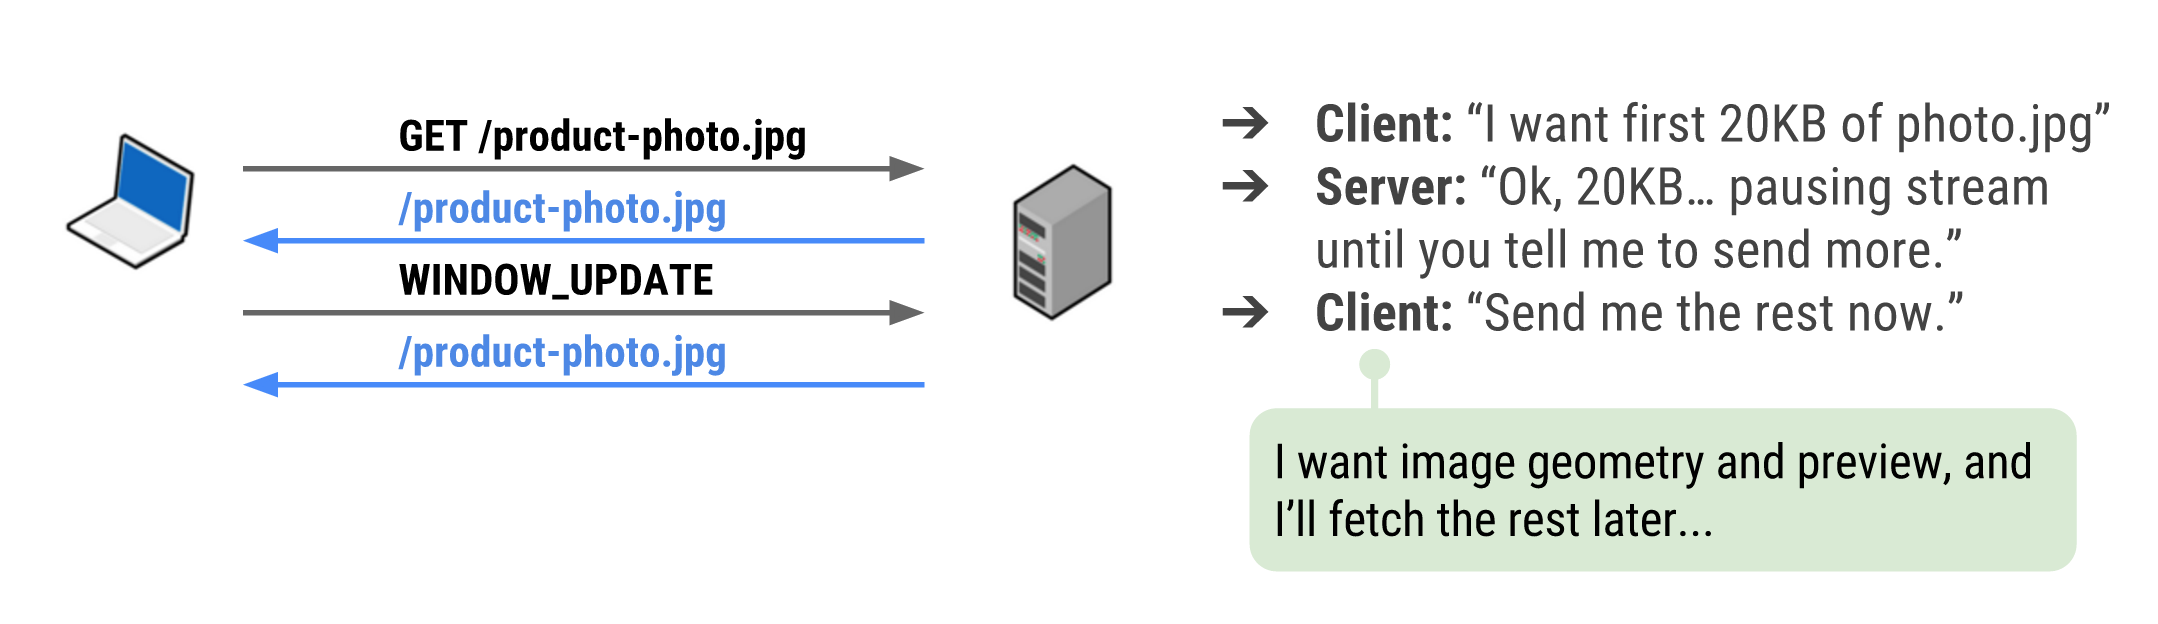 GET /product-photo.jpg
/product-photo.jpg
WINDOW_UPDATE
/product-photo.jpg
➔ Client: “I want first 20KB of photo.jpg”
➔ Server: “Ok, 20KB… pausing stream
until you tell me to send more.”
➔ Client: “Send me the rest now.”
I want image geometry and preview, and
I’ll fetch the rest later...